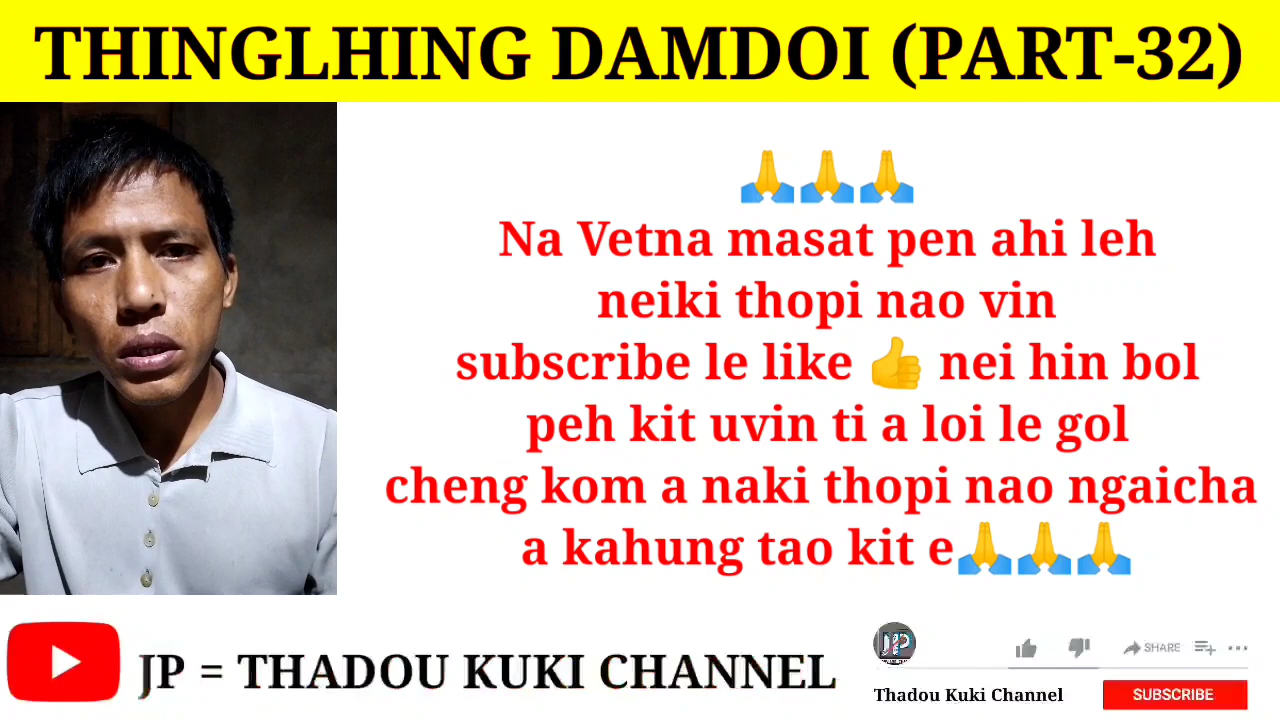 THINGLHING DAMDOI (PART-32)
🙏🙏🙏
Na Vetna masat pen ahi leh
neiki thopi nao vin
subscribe le like 👍 nei hin bol
peh kit uvin ti a loi le gol
cheng kom a naki thopi nao ngaicha
a kahung tao kit e🙏🙏🙏
JP = THADOU KUKI CHANNEL
JP
SHARE
Thadou Kuki Channel
SUBSCRIBE